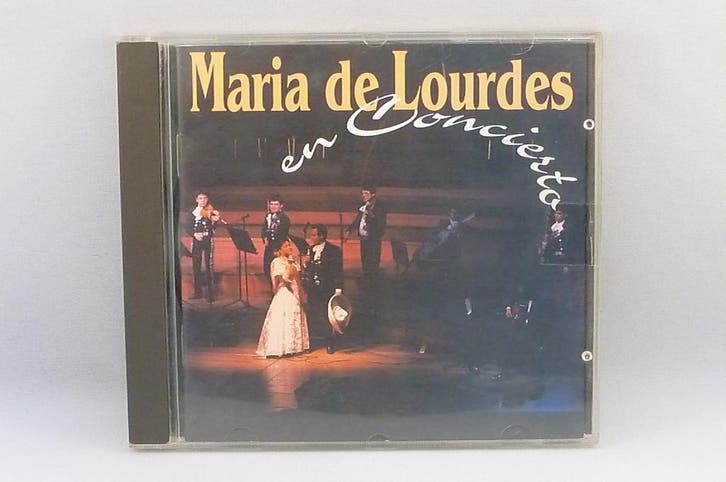 Maria de Lourdes
en Concierto